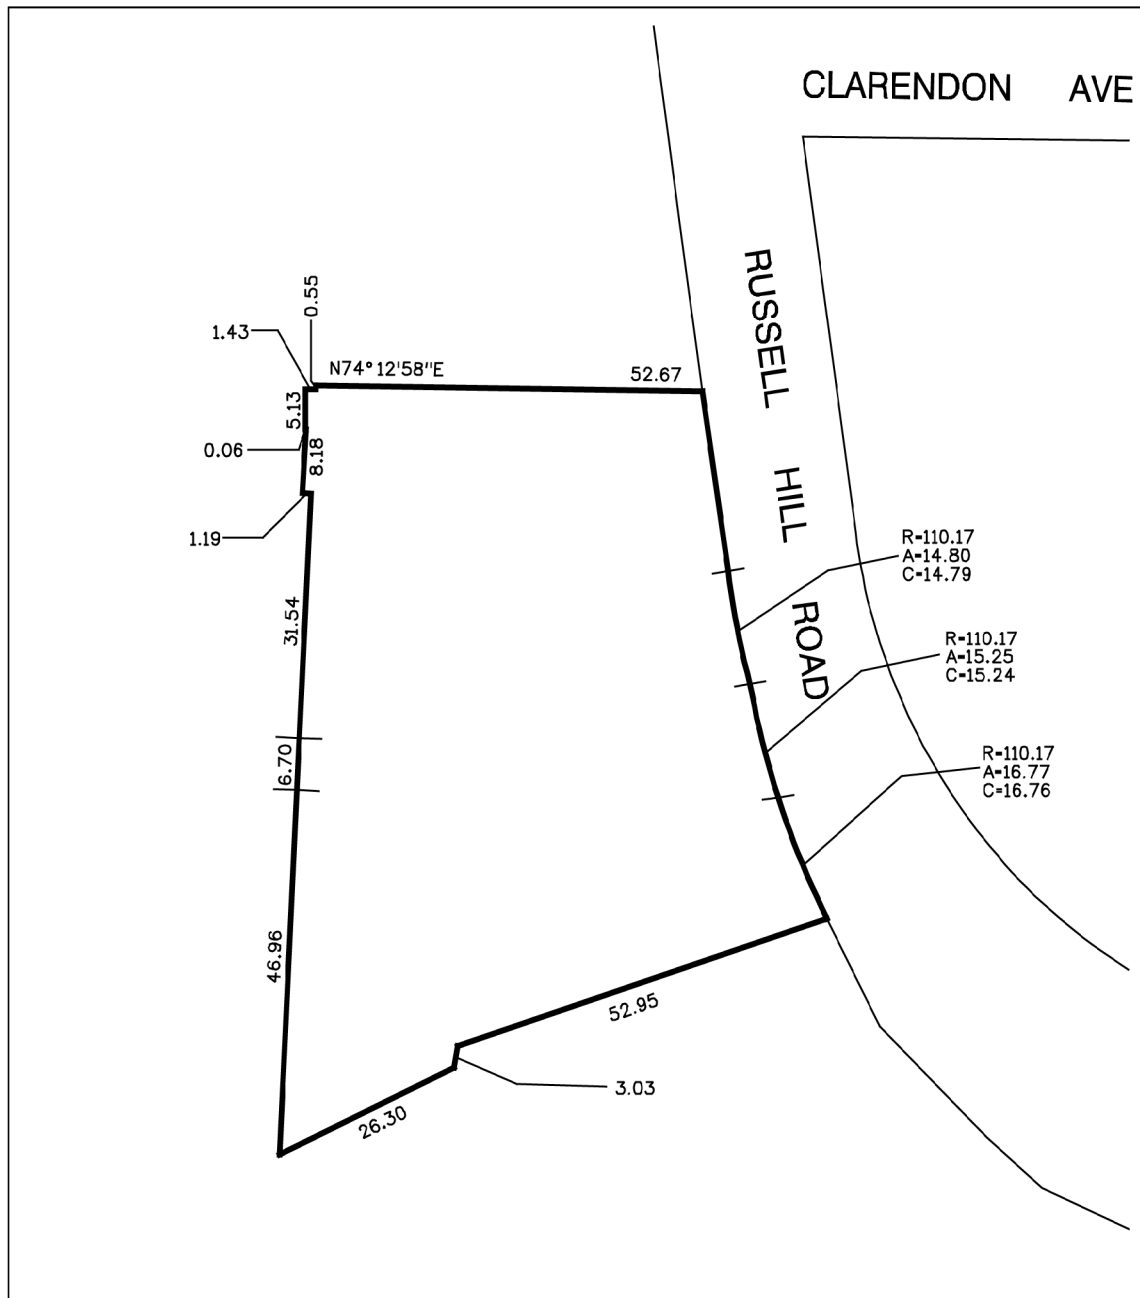 CLARENDON AVE
RUSSELL HILL ROAD
0.55
1.43
N74°12'58"E
52.67
5.13
0.06
8.18
1.19
R=110.17
A=14.80
C=14.79
31.54
R=110.17
A=15.25
C=15.24
6.70
R=110.17
A=16.77
C=16.76
46.96
52.95
3.03
26.30